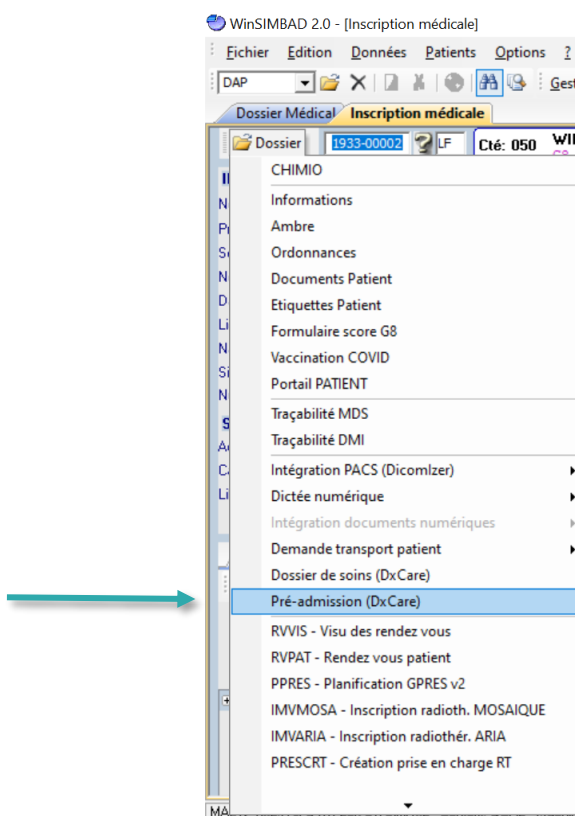 WinSIMBAD 2.0 - [Inscription médicale]
Fichier Edition Données Patients Options ?
DAP Gest
Dossier Médical Inscription médicale
Dossier 1933-00002 LF Cté: 050
CHIMIO
Informations
Ambre
Ordonnances
Documents Patient
Etiquettes Patient
Formulaire score G8
Vaccination COVID
Portail PATIENT
Traçabilité MDS
Traçabilité DMI
Intégration PACS (DicomIzer)
Dictée numérique
Intégration documents numériques
Demande transport patient
Dossier de soins (DxCare)
Pré-admission (DxCare)
RVVIS - Visu des rendez vous
RVPAT - Rendez vous patient
PPRES - Planification GPRES v2
IMVMOSA - Inscription radioth. MOSAIQUE
IMVARIA - Inscription radiothér. ARIA
PRESCRT - Création prise en charge RT